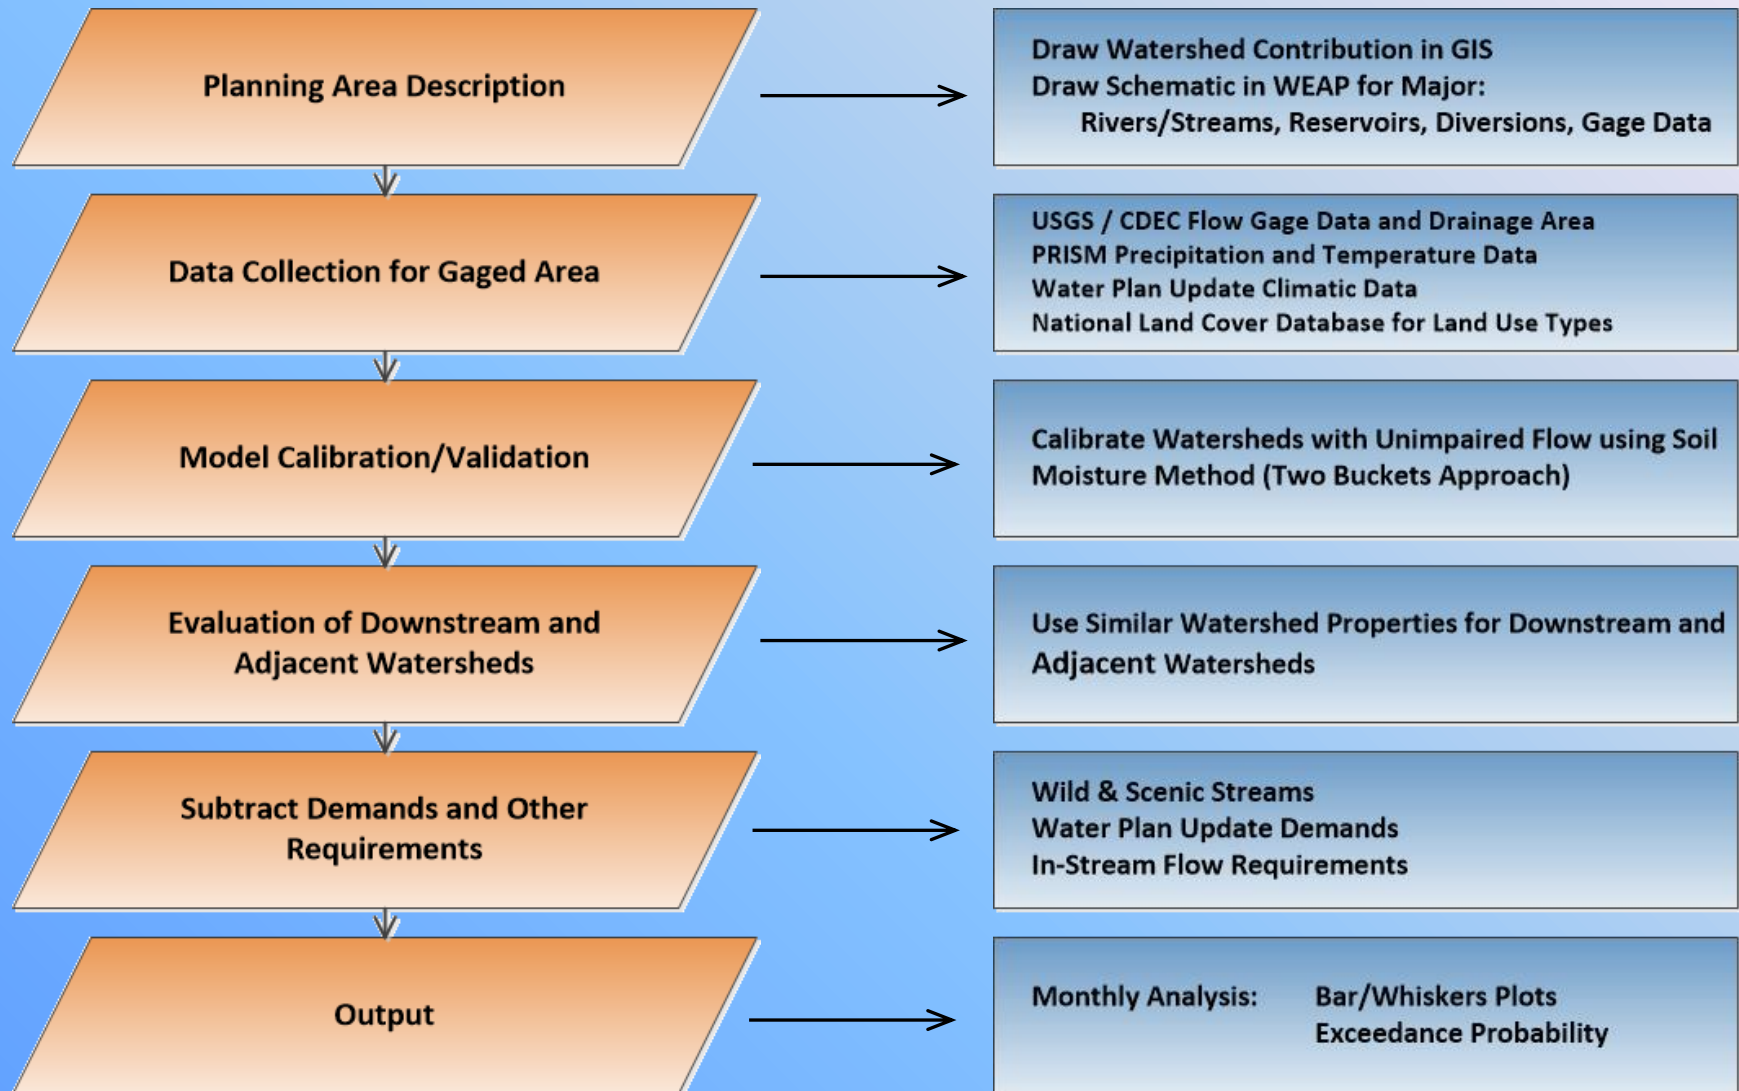 Planning Area Description
Draw Watershed Contribution in GIS
Draw Schematic in WEAP for Major:
Rivers/Streams, Reservoirs, Diversions, Gage Data
Data Collection for Gaged Area
USGS / CDEC Flow Gage Data and Drainage Area
PRISM Precipitation and Temperature Data
Water Plan Update Climatic Data
National Land Cover Database for Land Use Types
Model Calibration/Validation
Calibrate Watersheds with Unimpaired Flow using Soil
Moisture Method (Two Buckets Approach)
Evaluation of Downstream and
Adjacent Watersheds
Use Similar Watershed Properties for Downstream and
Adjacent Watersheds
Subtract Demands and Other
Requirements
Wild & Scenic Streams
Water Plan Update Demands
In-Stream Flow Requirements
Output
Monthly Analysis: Bar/Whiskers Plots
Exceedance Probability